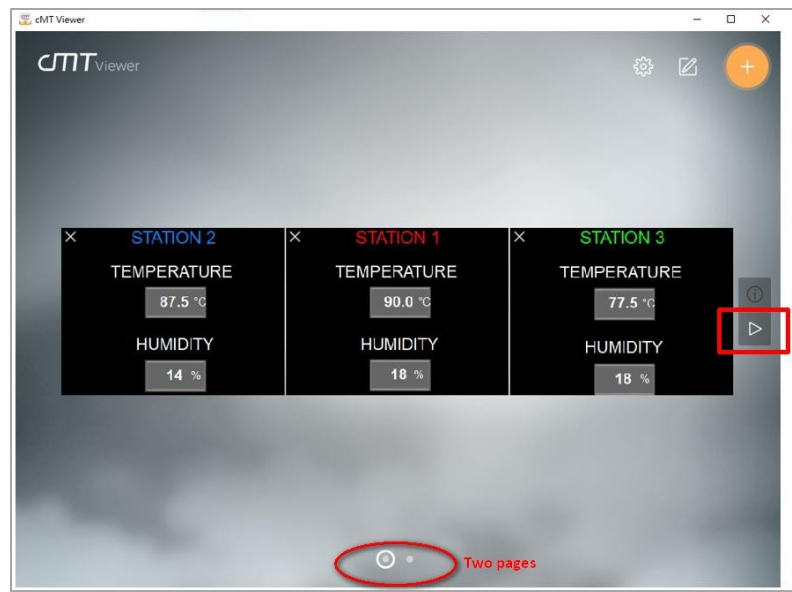 cMT Viewer
cMT Viewer
STATION 2 STATION 1 STATION 3
TEMPERATURE TEMPERATURE TEMPERATURE
87.5 °C 90.0 °C 77.5 °C
HUMIDITY HUMIDITY HUMIDITY
14 % 18 % 18 %
Two pages